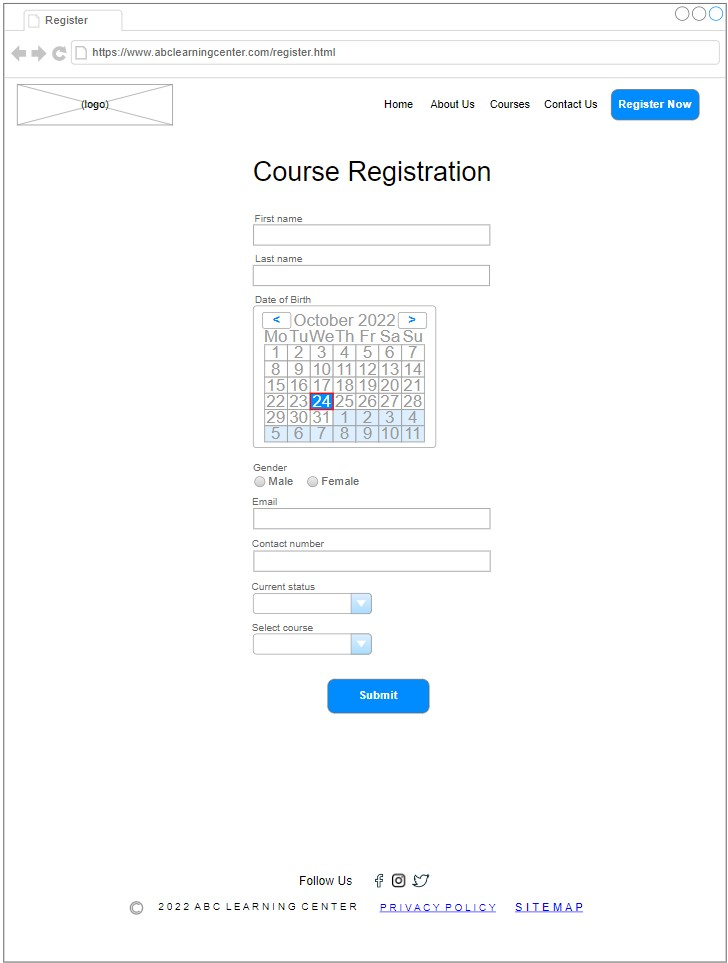 Register
https://www.abclearningcenter.com/register.html
(logo) Home About Us Courses Contact Us Register Now
Course Registration
First name
Last name
Date of Birth
< October 2022 >
Mo Tu We Th Fr Sa Su
1 2 3 4 5 6 7
8 9 10 11 12 13 14
15 16 17 18 19 20 21
22 23 24 25 26 27 28
29 30 31 1 2 3 4
5 6 7 8 9 10 11
Gender
Male Female
Email
Contact number
Current status
Select course
Submit
Follow Us
© 2022 ABC LEARNING CENTER PRIVACY POLICY SITEMAP